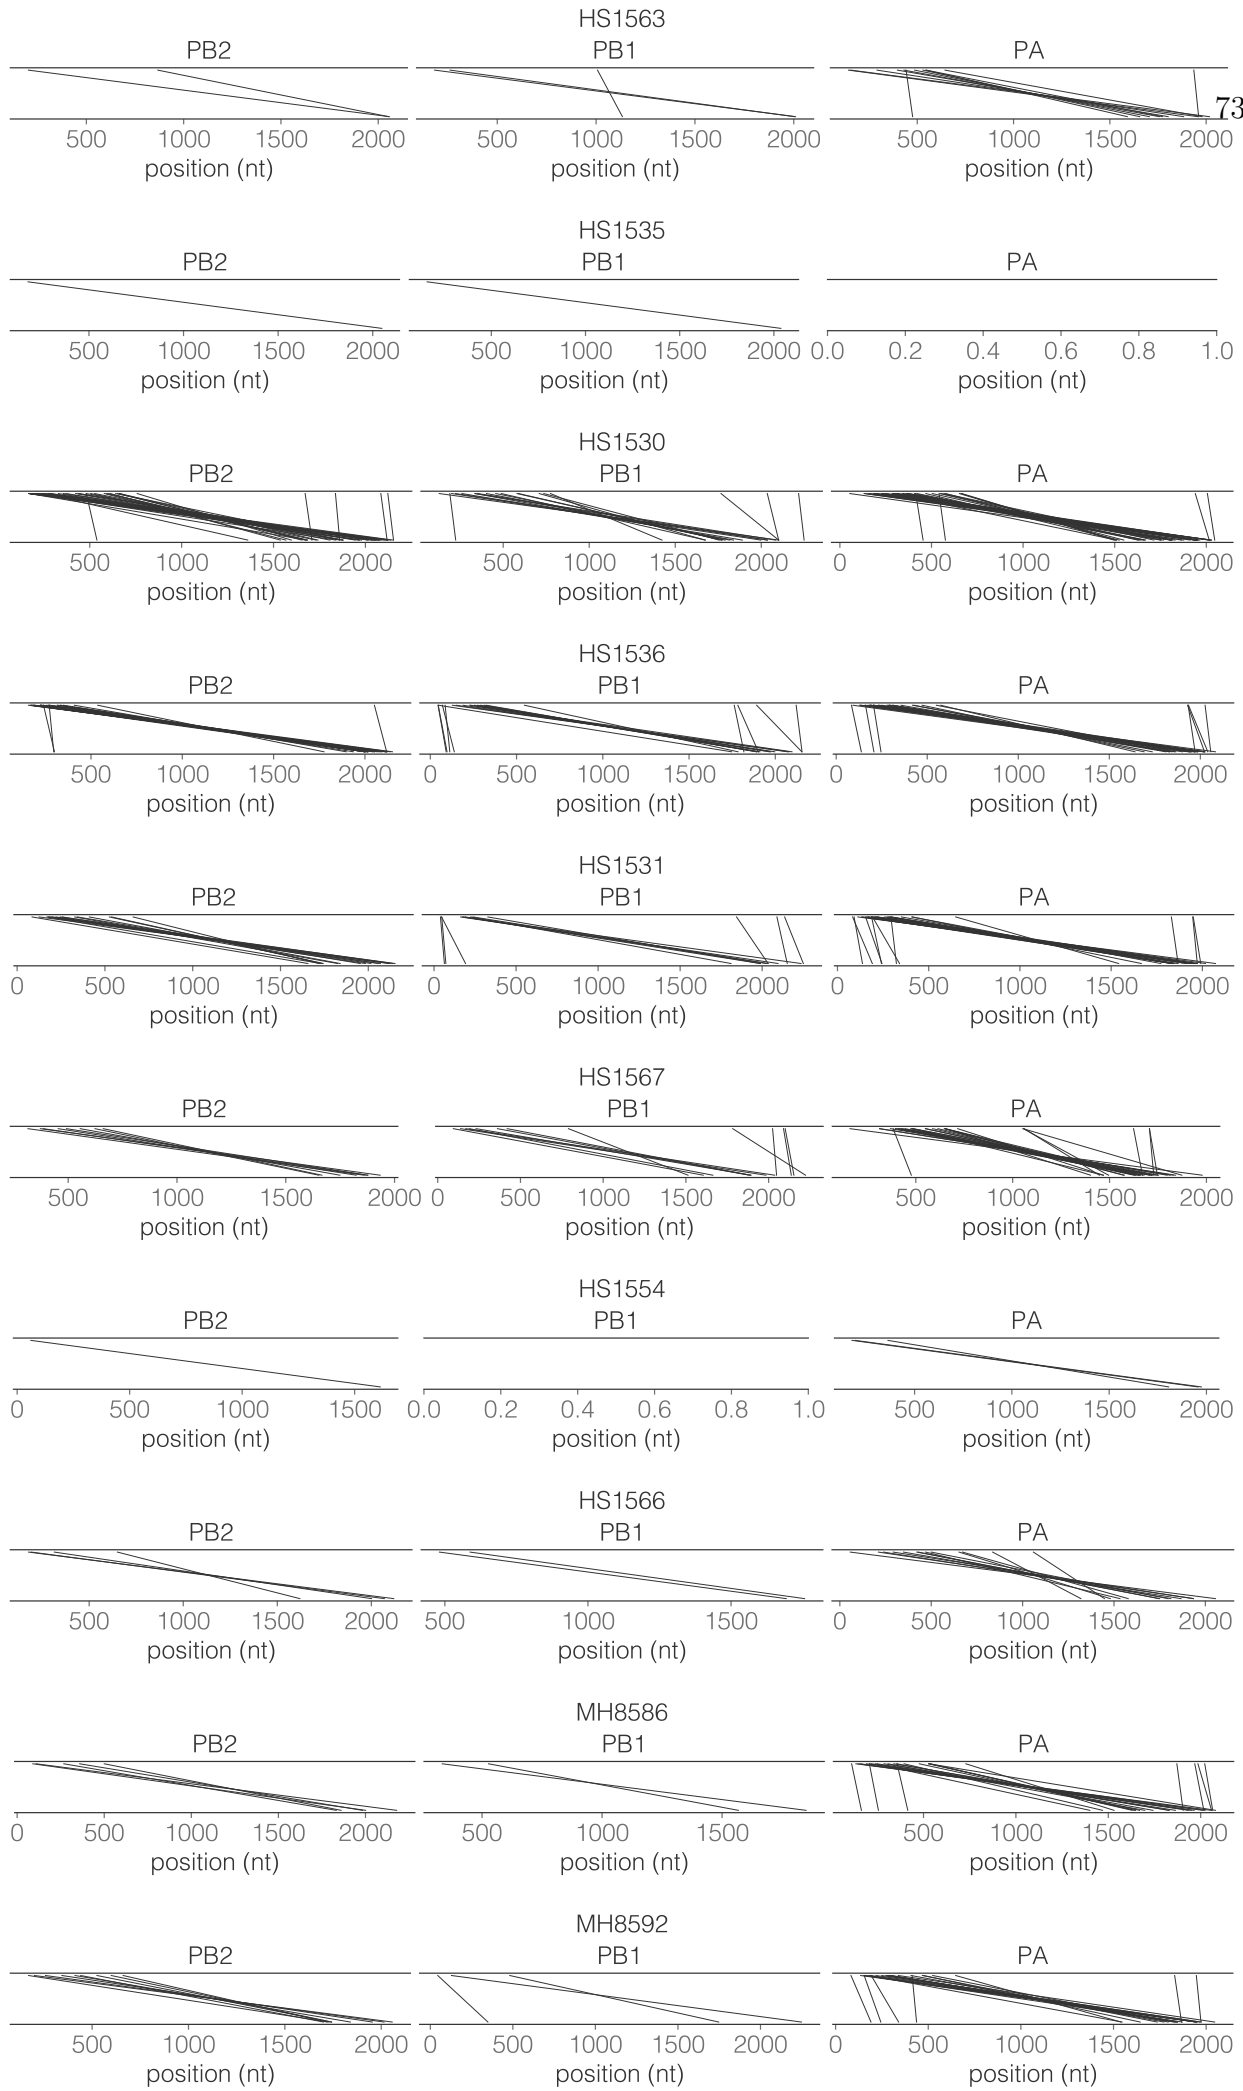 HS1563
PB2 PB1 PA
73
500 1000 1500 2000 500 1000 1500 2000 500 1000 1500 2000
position (nt) position (nt) position (nt)
HS1535
PB2 PB1 PA
500 1000 1500 2000 500 1000 1500 2000 0.0 0.2 0.4 0.6 0.8 1.0
position (nt) position (nt) position (nt)
HS1530
PB2 PB1 PA
500 1000 1500 2000 500 1000 1500 2000 0 500 1000 1500 2000
position (nt) position (nt) position (nt)
HS1536
PB2 PB1 PA
500 1000 1500 2000 0 500 1000 1500 2000 0 500 1000 1500 2000
position (nt) position (nt) position (nt)
HS1531
PB2 PB1 PA
0 500 1000 1500 2000 0 500 1000 1500 2000 0 500 1000 1500 2000
position (nt) position (nt) position (nt)
HS1567
PB2 PB1 PA
500 1000 1500 2000 0 500 1000 1500 2000 500 1000 1500 2000
position (nt) position (nt) position (nt)
HS1554
PB2 PB1 PA
0 500 1000 1500 0.0 0.2 0.4 0.6 0.8 1.0 500 1000 1500 2000
position (nt) position (nt) position (nt)
HS1566
PB2 PB1 PA
500 1000 1500 2000 500 1000 1500 0 500 1000 1500 2000
position (nt) position (nt) position (nt)
MH8586
PB2 PB1 PA
0 500 1000 1500 2000 500 1000 1500 500 1000 1500 2000
position (nt) position (nt) position (nt)
MH8592
PB2 PB1 PA
500 1000 1500 2000 0 500 1000 1500 2000 0 500 1000 1500 2000
position (nt) position (nt) position (nt)